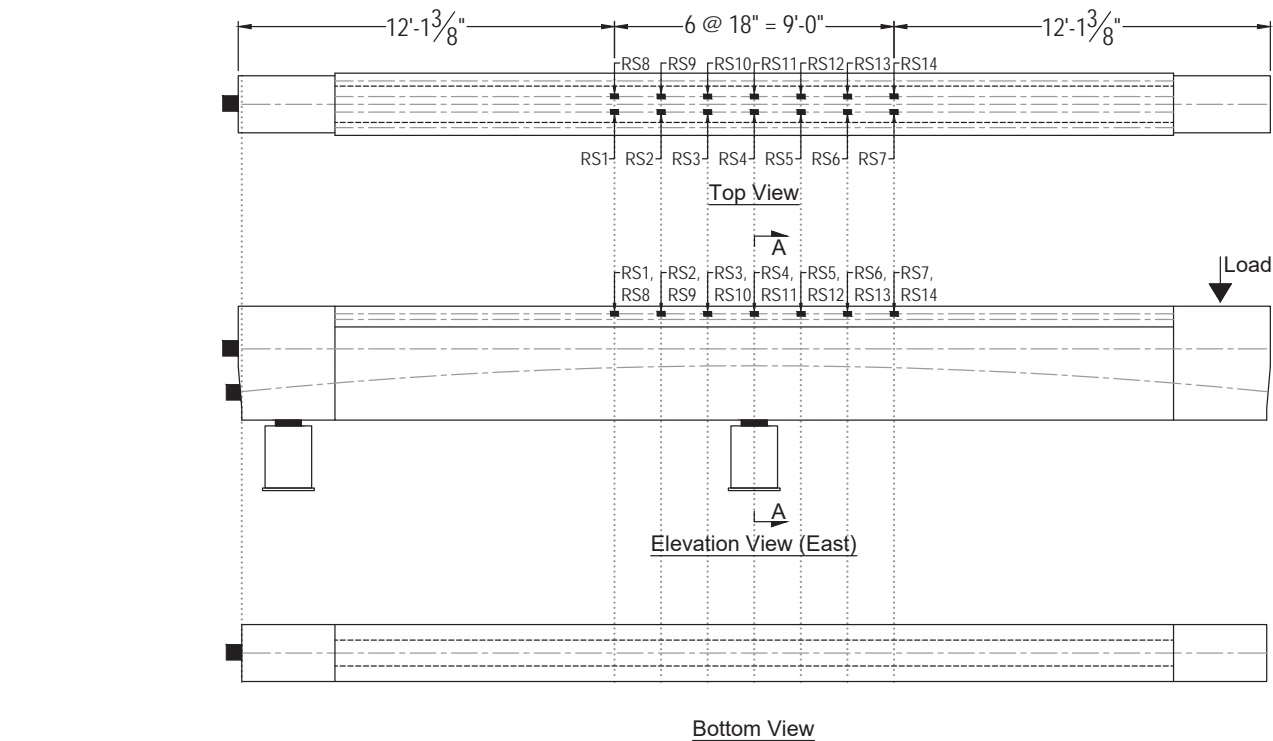 12'-1 3/8" 6 @ 18" = 9'-0" 12'-1 3/8"
RS8 RS9 RS10 RS11 RS12 RS13 RS14
RS1 RS2 RS3 RS4 RS5 RS6 RS7
Top View
A
Load
RS1, RS2, RS3, RS4, RS5, RS6, RS7,
RS8 RS9 RS10 RS11 RS12 RS13 RS14
A
Elevation View (East)
Bottom View